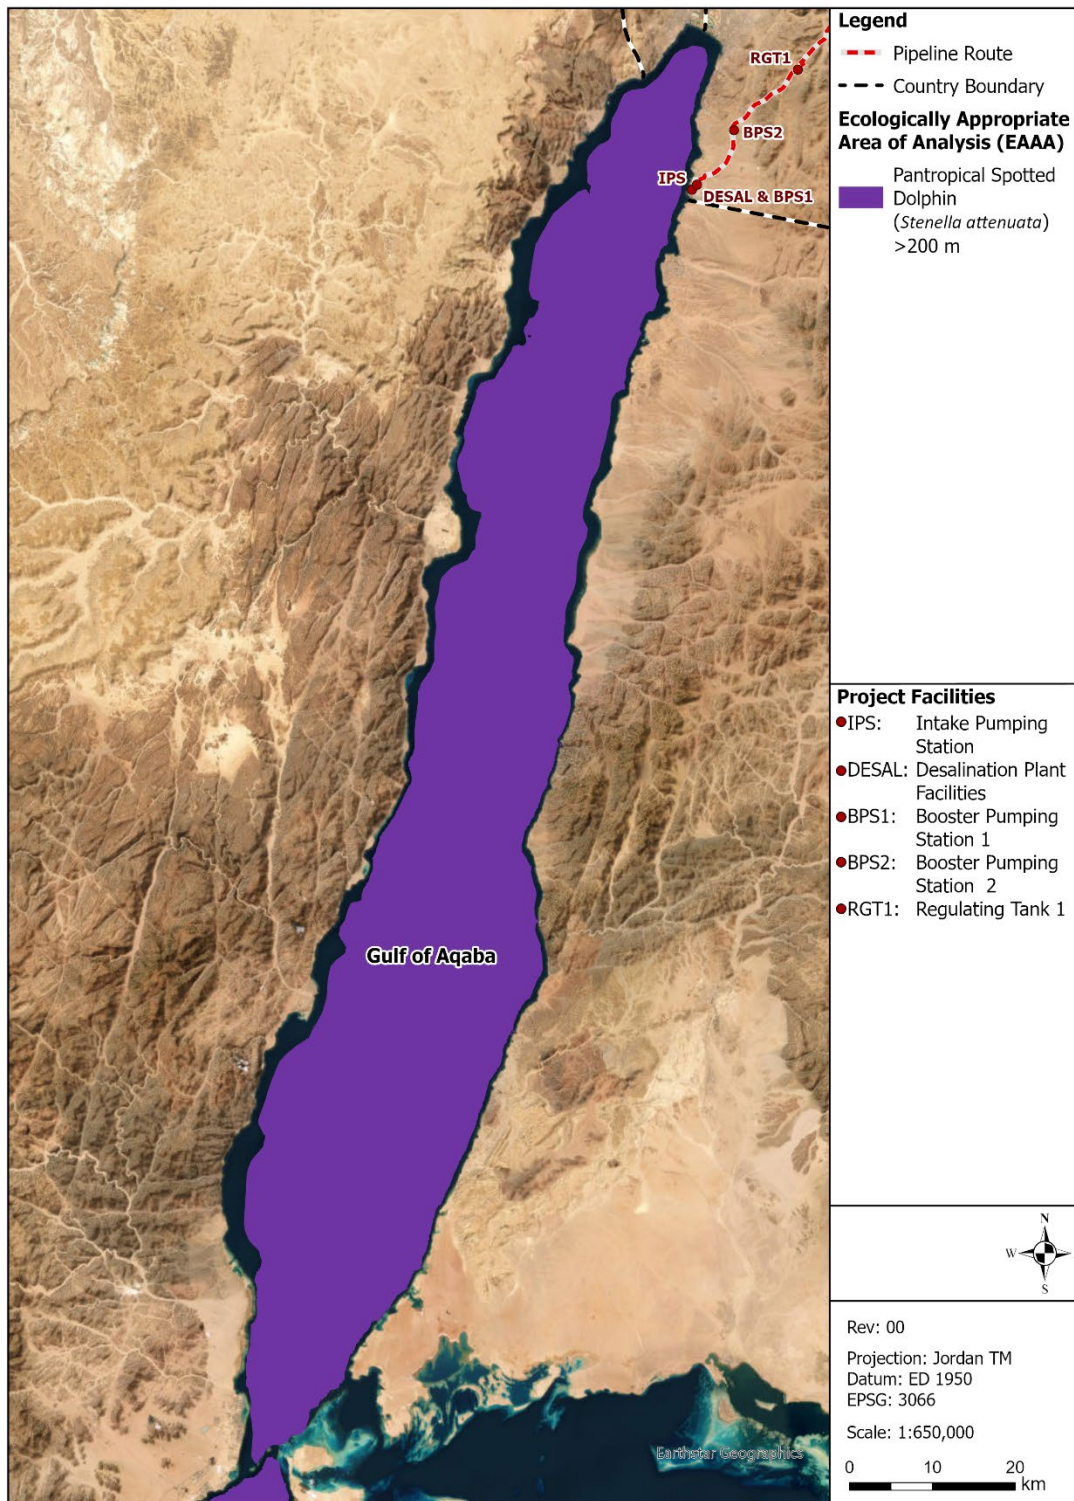 RGT1
BPS2
IPS
DESAL & BPS1
Gulf of Aqaba
Earthstar Geographics
Legend
Pipeline Route
Country Boundary
Ecologically Appropriate
Area of Analysis (EAAA)
Pantropical Spotted
Dolphin
(Stenella attenuata)
>200 m
Project Facilities
IPS: Intake Pumping
Station
DESAL: Desalination Plant
Facilities
BPS1: Booster Pumping
Station 1
BPS2: Booster Pumping
Station 2
RGT1: Regulating Tank 1
N
W E
S
Rev: 00
Projection: Jordan TM
Datum: ED 1950
EPSG: 3066
Scale: 1:650,000
0 10 20
km